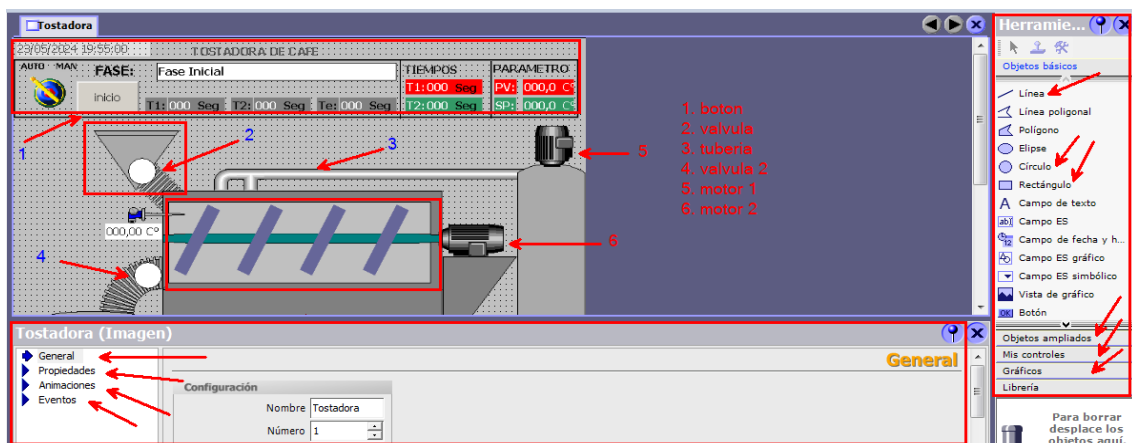 Tostadora
Herramie...
23/05/2024 19:55:00 TOSTADORA DE CAFE
AUTO MAN FASE: Fase Inicial TIEMPOS PARAMETRO
T1:000 Seg PV: 000,0 Cº
inicio
T1:000 Seg T2:000 Seg Te:000 Seg T2:000 Seg SP: 000,0 Cº
1
2
3
5
000,00 Cº
4
6
1. boton
2. valvula
3. tuberia
4. valvula 2
5. motor 1
6. motor 2
Objetos básicos
Línea
Línea poligonal
Polígono
Elipse
Círculo
Rectángulo
A Campo de texto
ab Campo ES
12 Campo de fecha y h...
Campo ES gráfico
Campo ES simbólico
Vista de gráfico
OK Botón
Objetos ampliados
Mis controles
Gráficos
Librería
Para borrar
desplace los
objetos aquí.
Tostadora (Imagen)
General
Propiedades
Animaciones
Eventos
General
Configuración
Nombre Tostadora
Número 1